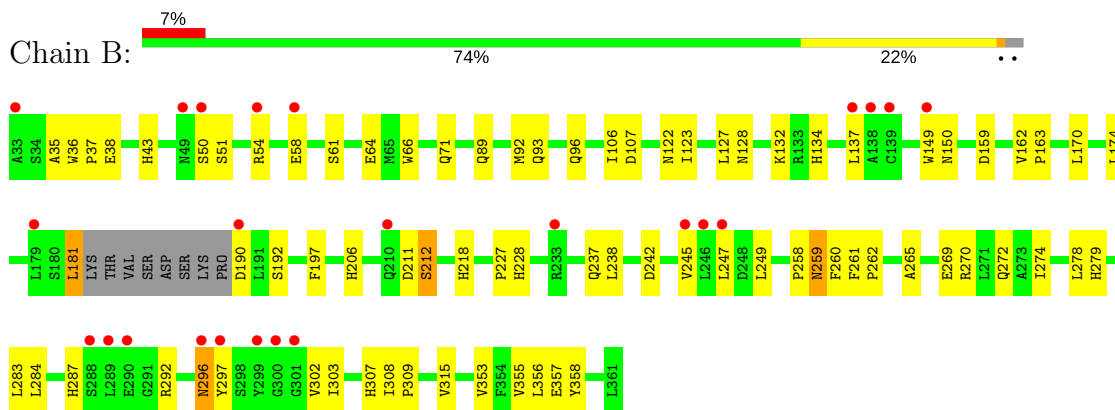 7%
Chain B:
74% 22% • •
A33 S34 A35 W36 P37 E38 H43 N49 S50 S51 R54 E58 S61 E64 M65 W66 Q71 Q89 M92 Q93 Q96 I106 D107 N122 I123 L127 N128 K132 R133 H134 L137 A138 C139 W149 N150 D159 V162 P163 L170 L174
L179 S180 L181 LYS THR VAL SER ASP SER LYS PRO D190 L191 S192 F197 H206 Q210 D211 S212 H218 P227 H228 R233 Q237 L238 D242 V245 L246 L247 D248 L249 P258 N259 F260 F261 P262 A265 E269 R270 L271 Q272 A273 I274 L278 H279
L283 L284 H287 S288 L289 E290 G291 R292 N296 Y297 S298 Y299 G300 G301 V302 I303 H307 I308 P309 V315 V353 F354 V355 L356 E357 Y358 L361